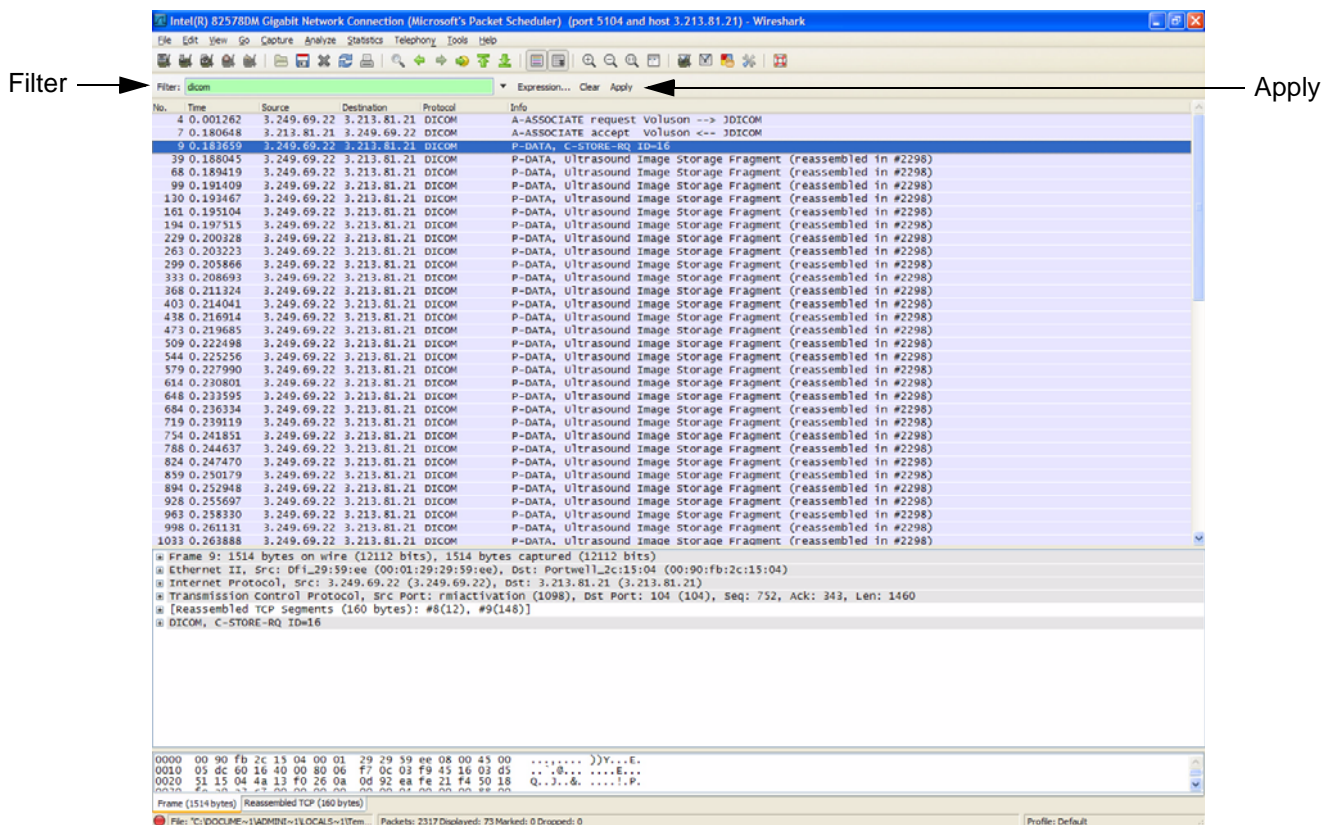 Intel(R) 82578DM Gigabit Network Connection (Microsoft's Packet Scheduler) (port 5104 and host 3.213.81.21) - Wireshark
File Edit View Go Capture Analyze Statistics Telephony Tools Help
Filter
Filter: dicom Expression... Clear Apply
Apply
No. Time Source Destination Protocol Info
4 0.001262 3.249.69.22 3.213.81.21 DICOM A-ASSOCIATE request Voluson --> JDICOM
7 0.180648 3.213.81.21 3.249.69.22 DICOM A-ASSOCIATE accept Voluson <-- JDICOM
9 0.183659 3.249.69.22 3.213.81.21 DICOM P-DATA, C-STORE-RQ ID=16
39 0.188045 3.249.69.22 3.213.81.21 DICOM P-DATA, Ultrasound Image Storage Fragment (reassembled in #2298)
68 0.189419 3.249.69.22 3.213.81.21 DICOM P-DATA, Ultrasound Image Storage Fragment (reassembled in #2298)
99 0.191409 3.249.69.22 3.213.81.21 DICOM P-DATA, Ultrasound Image Storage Fragment (reassembled in #2298)
130 0.193467 3.249.69.22 3.213.81.21 DICOM P-DATA, Ultrasound Image Storage Fragment (reassembled in #2298)
161 0.195104 3.249.69.22 3.213.81.21 DICOM P-DATA, Ultrasound Image Storage Fragment (reassembled in #2298)
194 0.197515 3.249.69.22 3.213.81.21 DICOM P-DATA, Ultrasound Image Storage Fragment (reassembled in #2298)
229 0.200328 3.249.69.22 3.213.81.21 DICOM P-DATA, Ultrasound Image Storage Fragment (reassembled in #2298)
263 0.203223 3.249.69.22 3.213.81.21 DICOM P-DATA, Ultrasound Image Storage Fragment (reassembled in #2298)
299 0.205866 3.249.69.22 3.213.81.21 DICOM P-DATA, Ultrasound Image Storage Fragment (reassembled in #2298)
333 0.208693 3.249.69.22 3.213.81.21 DICOM P-DATA, Ultrasound Image Storage Fragment (reassembled in #2298)
368 0.211324 3.249.69.22 3.213.81.21 DICOM P-DATA, Ultrasound Image Storage Fragment (reassembled in #2298)
403 0.214041 3.249.69.22 3.213.81.21 DICOM P-DATA, Ultrasound Image Storage Fragment (reassembled in #2298)
438 0.216914 3.249.69.22 3.213.81.21 DICOM P-DATA, Ultrasound Image Storage Fragment (reassembled in #2298)
473 0.219685 3.249.69.22 3.213.81.21 DICOM P-DATA, Ultrasound Image Storage Fragment (reassembled in #2298)
509 0.222498 3.249.69.22 3.213.81.21 DICOM P-DATA, Ultrasound Image Storage Fragment (reassembled in #2298)
544 0.225256 3.249.69.22 3.213.81.21 DICOM P-DATA, Ultrasound Image Storage Fragment (reassembled in #2298)
579 0.227990 3.249.69.22 3.213.81.21 DICOM P-DATA, Ultrasound Image Storage Fragment (reassembled in #2298)
614 0.230801 3.249.69.22 3.213.81.21 DICOM P-DATA, Ultrasound Image Storage Fragment (reassembled in #2298)
648 0.233595 3.249.69.22 3.213.81.21 DICOM P-DATA, Ultrasound Image Storage Fragment (reassembled in #2298)
684 0.236334 3.249.69.22 3.213.81.21 DICOM P-DATA, Ultrasound Image Storage Fragment (reassembled in #2298)
719 0.239119 3.249.69.22 3.213.81.21 DICOM P-DATA, Ultrasound Image Storage Fragment (reassembled in #2298)
754 0.241851 3.249.69.22 3.213.81.21 DICOM P-DATA, Ultrasound Image Storage Fragment (reassembled in #2298)
788 0.244637 3.249.69.22 3.213.81.21 DICOM P-DATA, Ultrasound Image Storage Fragment (reassembled in #2298)
824 0.247470 3.249.69.22 3.213.81.21 DICOM P-DATA, Ultrasound Image Storage Fragment (reassembled in #2298)
859 0.250179 3.249.69.22 3.213.81.21 DICOM P-DATA, Ultrasound Image Storage Fragment (reassembled in #2298)
894 0.252948 3.249.69.22 3.213.81.21 DICOM P-DATA, Ultrasound Image Storage Fragment (reassembled in #2298)
928 0.255697 3.249.69.22 3.213.81.21 DICOM P-DATA, Ultrasound Image Storage Fragment (reassembled in #2298)
963 0.258330 3.249.69.22 3.213.81.21 DICOM P-DATA, Ultrasound Image Storage Fragment (reassembled in #2298)
998 0.261131 3.249.69.22 3.213.81.21 DICOM P-DATA, Ultrasound Image Storage Fragment (reassembled in #2298)
1033 0.263888 3.249.69.22 3.213.81.21 DICOM P-DATA, Ultrasound Image Storage Fragment (reassembled in #2298)
Frame 9: 1514 bytes on wire (12112 bits), 1514 bytes captured (12112 bits)
Ethernet II, Src: Dfi_29:59:ee (00:01:29:29:59:ee), Dst: Portwell_2c:15:04 (00:90:fb:2c:15:04)
Internet Protocol, Src: 3.249.69.22 (3.249.69.22), Dst: 3.213.81.21 (3.213.81.21)
Transmission Control Protocol, Src Port: rmiactivation (1098), Dst Port: 104 (104), Seq: 752, Ack: 343, Len: 1460
[Reassembled TCP Segments (160 bytes): #8(12), #9(148)]
DICOM, C-STORE-RQ ID=16
0000 00 90 fb 2c 15 04 00 01 29 29 59 ee 08 00 45 00 ...,.... ))Y...E.
0010 05 dc 60 16 40 00 80 06 f7 0c 03 f9 45 16 03 d5 ..`.@... ....E...
0020 51 15 04 4a 13 f0 26 0a 0d 92 ea fe 21 f4 50 18 Q..J..&. ....!.P.
Frame (1514 bytes) Reassembled TCP (160 bytes)
File: "C:\DOCUME~1\ADMINI~1\LOCALS~1\Tem... Packets: 2317 Displayed: 73 Marked: 0 Dropped: 0 Profile: Default